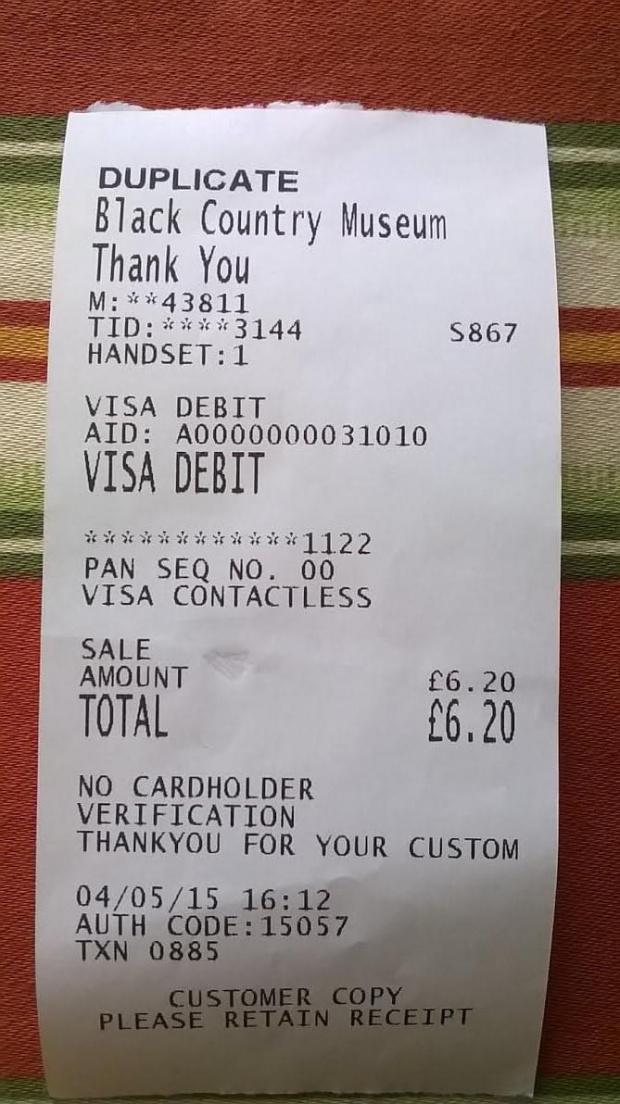 DUPLICATE
Black Country Museum
Thank You
M:**43811
TID:****3144 S867
HANDSET:1
VISA DEBIT
AID: A0000000031010
VISA DEBIT
************1122
PAN SEQ NO. 00
VISA CONTACTLESS
SALE
AMOUNT £6.20
TOTAL £6.20
NO CARDHOLDER
VERIFICATION
THANKYOU FOR YOUR CUSTOM
04/05/15 16:12
AUTH CODE:15057
TXN 0885
CUSTOMER COPY
PLEASE RETAIN RECEIPT